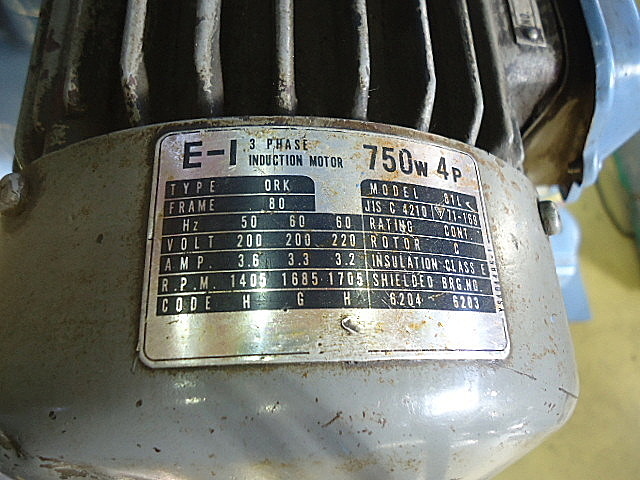 E-I 3 PHASE INDUCTION MOTOR 750W 4P
TYPE ORK
FRAME 80
Hz 50 60 60
VOLT 200 200 220
AMP. 3.6 3.3 3.2
R.P.M. 1405 1685 1705
CODE H G H
MODEL
JIS C 4210
RATING CONT.
ROTOR C
INSULATION CLASS E
SHIELDED BRG.NO
6204 6203